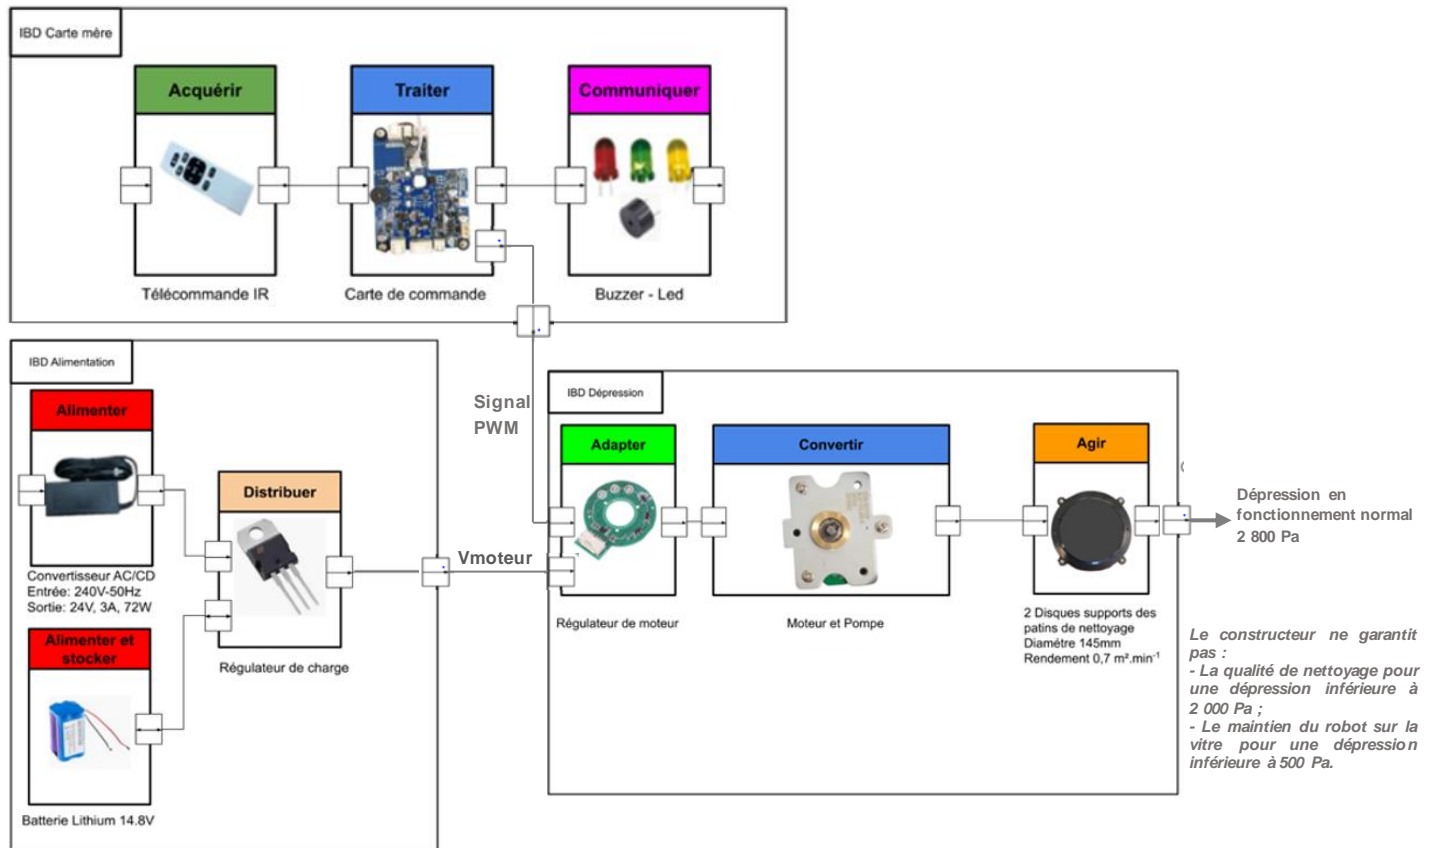 IBD Carte mère
Acquérir
Traiter
Communiquer
Télécommande IR
Carte de commande
Buzzer - Led
IBD Alimentation
Alimenter
Distribuer
Convertisseur AC/CD
Entrée: 240V-50Hz
Sortie: 24V, 3A, 72W
Alimenter et
stocker
Régulateur de charge
Batterie Lithium 14.8V
Signal
PWM
Vmoteur
IBD Dépression
Adapter
Convertir
Agir
Régulateur de moteur
Moteur et Pompe
2 Disques supports des
patins de nettoyage
Diamétre 145mm
Rendement 0,7 m².min⁻¹
Dépression en
fonctionnement normal
2 800 Pa
Le constructeur ne garantit
pas :
- La qualité de nettoyage pour
une dépression inférieure à
2 000 Pa ;
- Le maintien du robot sur la
vitre pour une dépression
inférieure à 500 Pa.